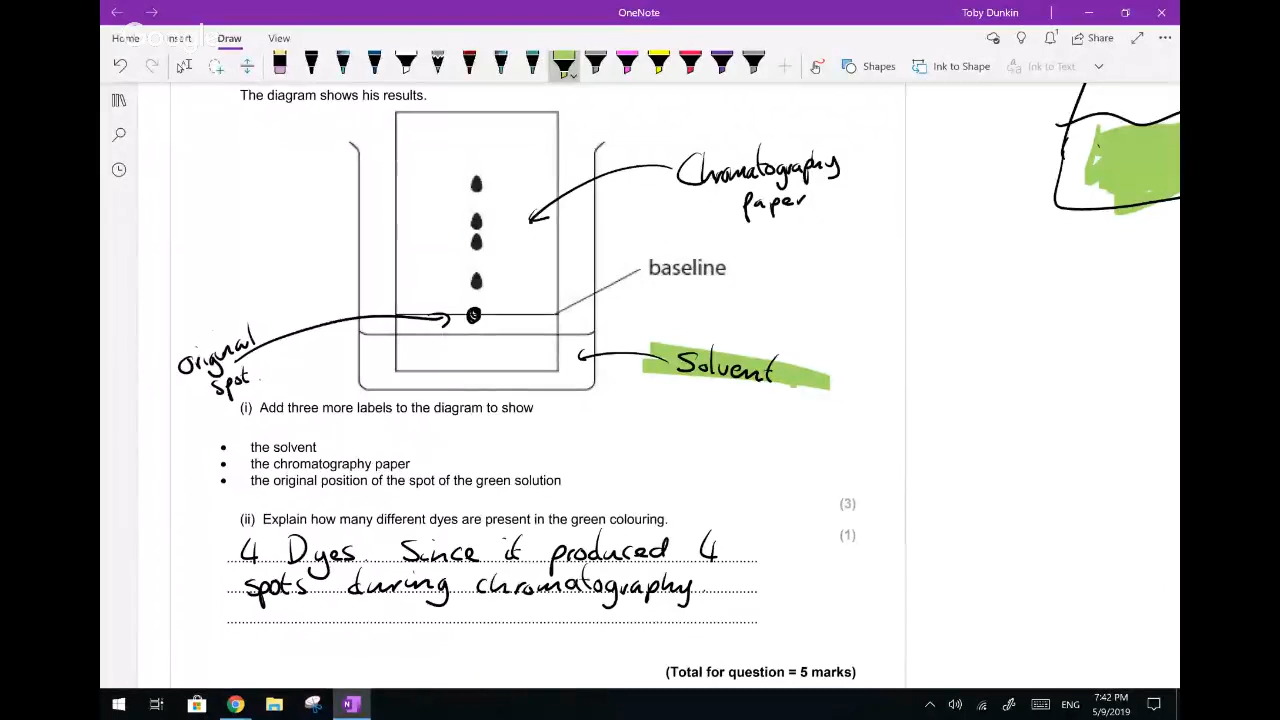 OneNote
Toby Dunkin
Home Insert Draw View
Share
Shapes
Ink to Shape
Ink to Text
The diagram shows his results.
Chromatography
paper
baseline
Original
spot
Solvent
(i) Add three more labels to the diagram to show
• the solvent
• the chromatography paper
• the original position of the spot of the green solution
(3)
(ii) Explain how many different dyes are present in the green colouring.
(1)
4 Dyes. Since it produced 4
spots during chromatography.
(Total for question = 5 marks)
ENG
7:42 PM
5/9/2019